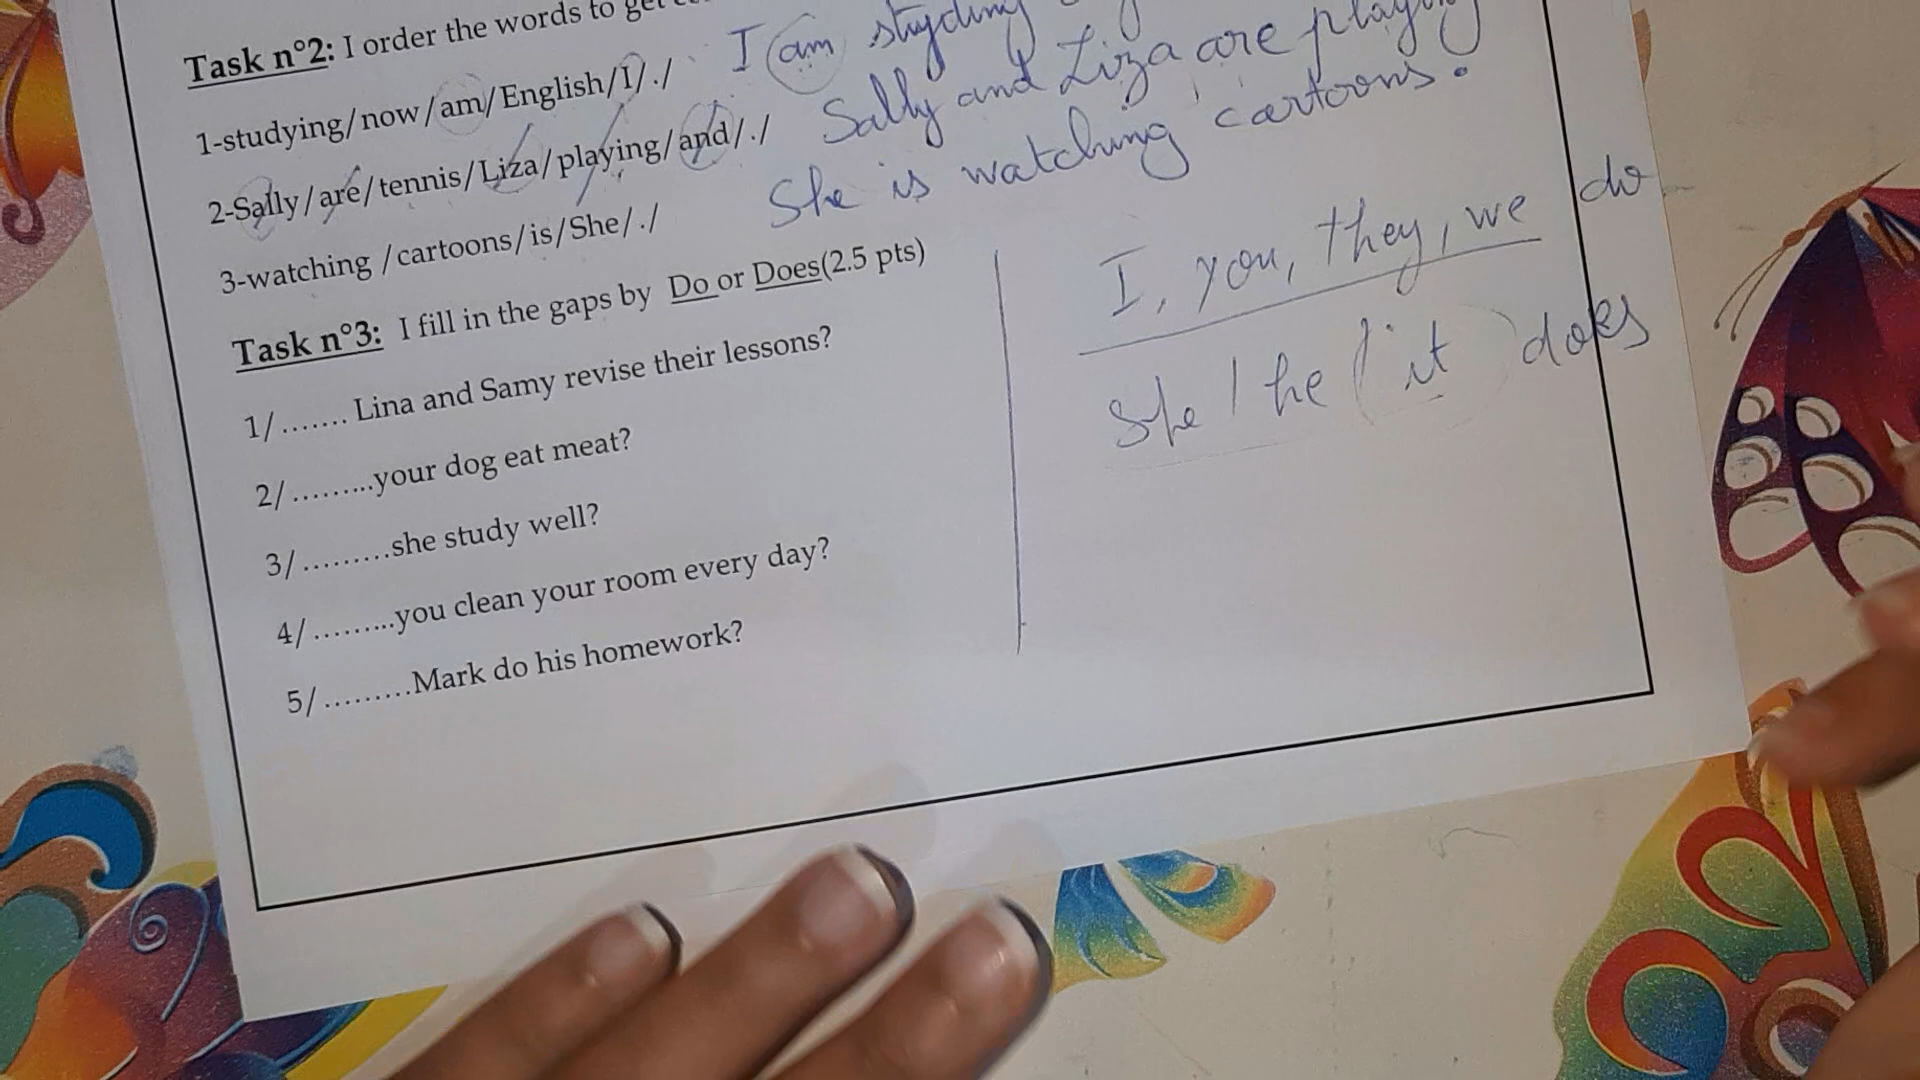 Task n°2: I order the words to get
I am studying
1-studying/now/am/English/I/./
Sally and Liza are playing
2-Sally/are/tennis/Liza/playing/and/./
She is watching cartoons.
3-watching /cartoons/is/She/./
Task n°3: I fill in the gaps by Do or Does(2.5 pts)
1/....... Lina and Samy revise their lessons?
2/.........your dog eat meat?
3/.........she study well?
4/.........you clean your room every day?
5/.........Mark do his homework?
I, you, they, we do
She / he / it does